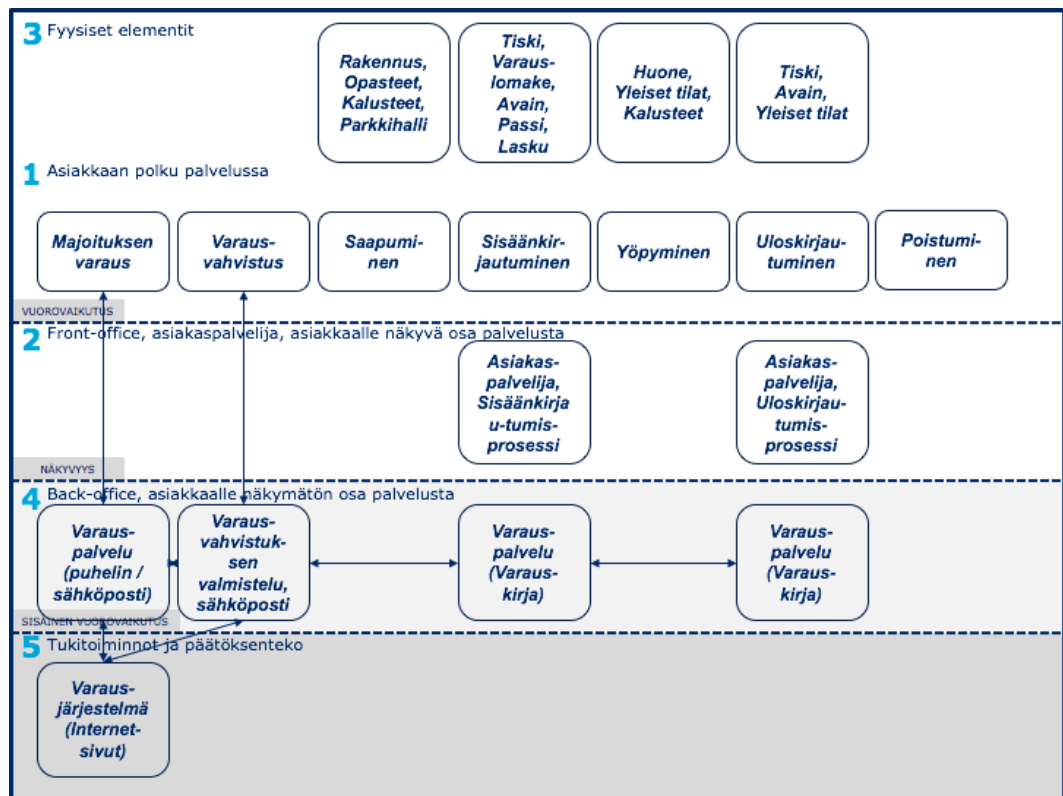 3 Fyysiset elementit
Rakennus,
Opasteet,
Kalusteet,
Parkkihalli
Tiski,
Varaus-
lomake,
Avain,
Passi,
Lasku
Huone,
Yleiset tilat,
Kalusteet
Tiski,
Avain,
Yleiset tilat
1 Asiakkaan polku palvelussa
Majoituksen
varaus
Varaus-
vahvistus
Saapumi-
nen
Sisäänkir-
jautuminen
Yöpyminen
Uloskirjau-
tuminen
Poistumi-
nen
VUOROVAIKUTUS
2 Front-office, asiakaspalvelija, asiakkaalle näkyvä osa palvelusta
Asiakas-
palvelija,
Sisäänkirja
u-tumis-
prosessi
Asiakas-
palvelija,
Uloskirjau-
tumis-
prosessi
NÄKYVYYS
4 Back-office, asiakkaalle näkymätön osa palvelusta
Varaus-
palvelu
(puhelin /
sähköposti)
Varaus-
vahvistuk-
sen
valmistelu,
sähköposti
Varaus-
palvelu
(Varaus-
kirja)
Varaus-
palvelu
(Varaus-
kirja)
SISÄINEN VUOROVAIKUTUS
5 Tukitoiminnot ja päätöksenteko
Varaus-
järjestelmä
(Internet-
sivut)